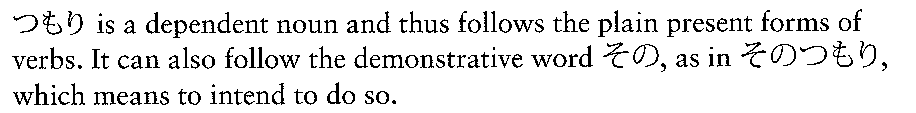 つもり is a dependent noun and thus follows the plain present forms of
verbs. It can also follow the demonstrative word その, as in そのつもり,
which means to intend to do so.